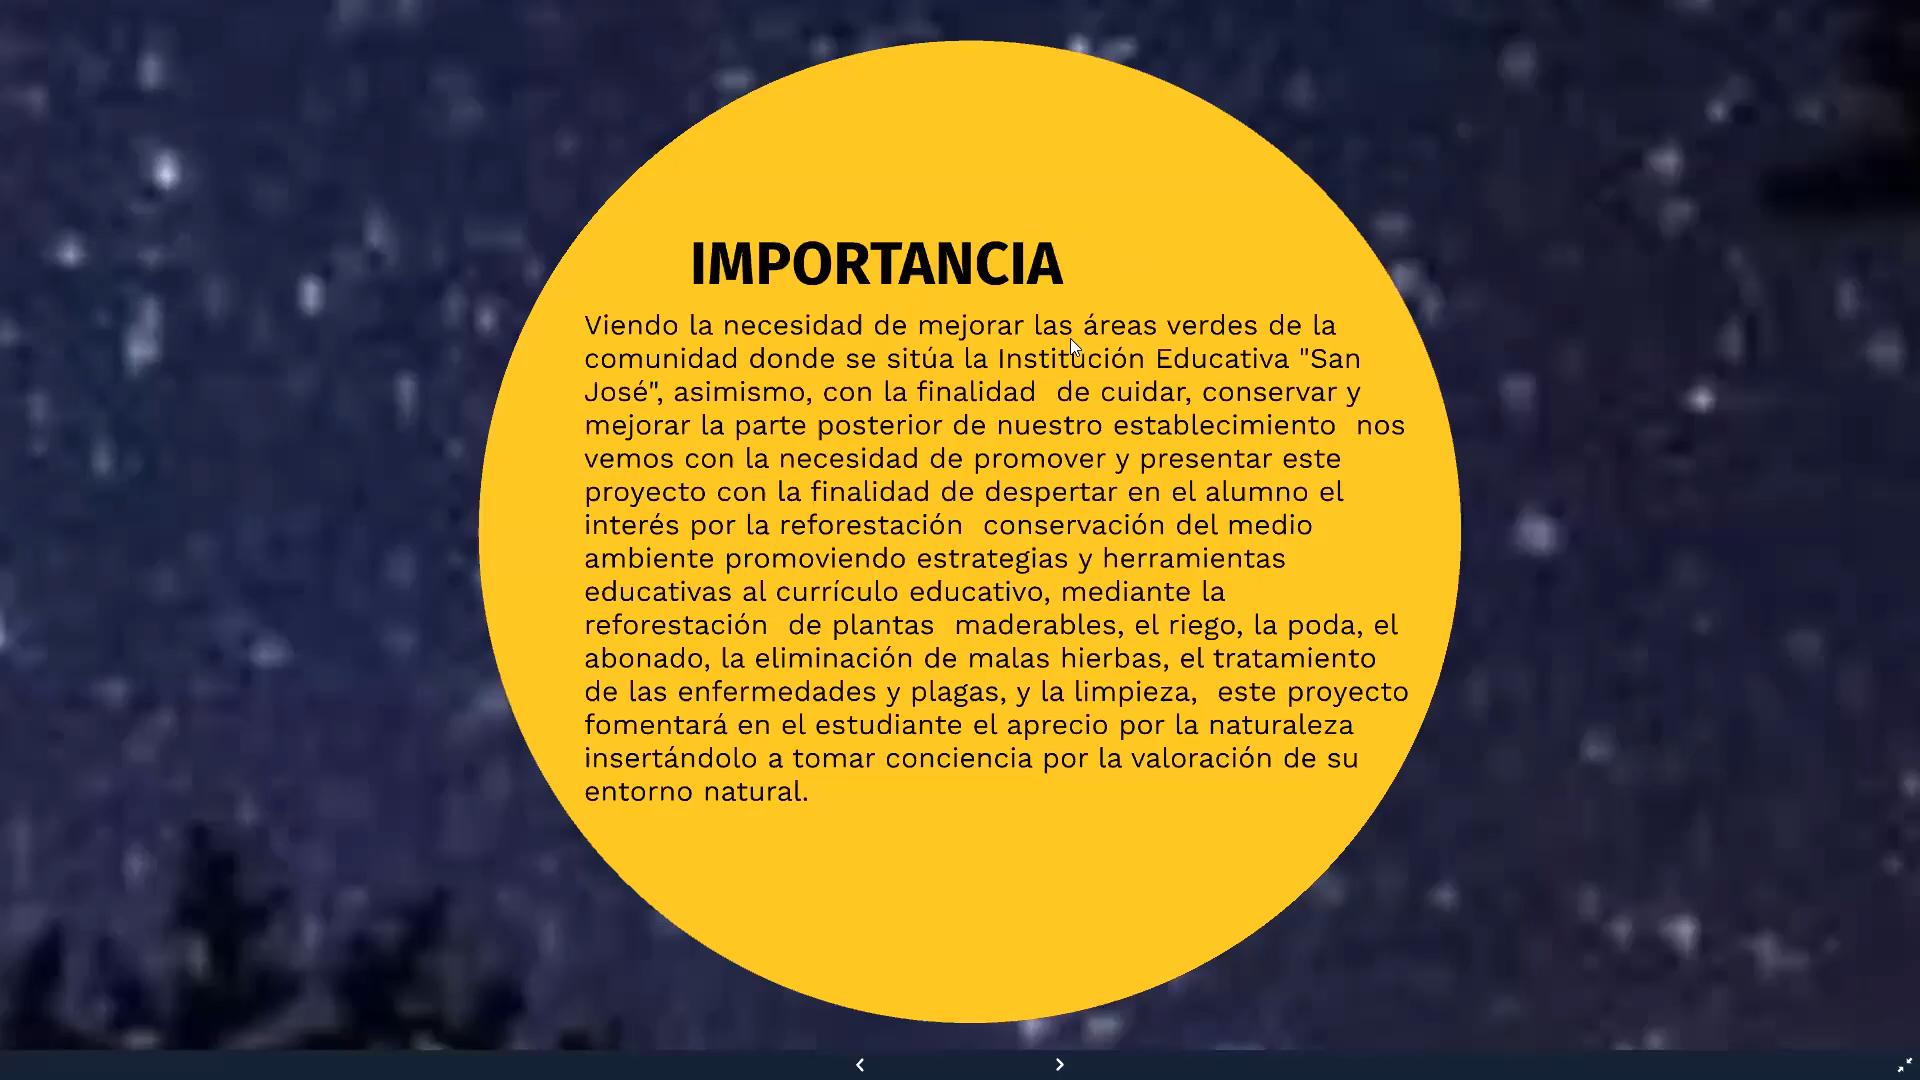 IMPORTANCIA
Viendo la necesidad de mejorar las áreas verdes de la
comunidad donde se sitúa la Institución Educativa "San
José", asimismo, con la finalidad  de cuidar, conservar y
mejorar la parte posterior de nuestro establecimiento  nos
vemos con la necesidad de promover y presentar este
proyecto con la finalidad de despertar en el alumno el
interés por la reforestación  conservación del medio
ambiente promoviendo estrategias y herramientas
educativas al currículo educativo, mediante la
reforestación  de plantas  maderables, el riego, la poda, el
abonado, la eliminación de malas hierbas, el tratamiento
de las enfermedades y plagas, y la limpieza,  este proyecto
fomentará en el estudiante el aprecio por la naturaleza
insertándolo a tomar conciencia por la valoración de su
entorno natural.